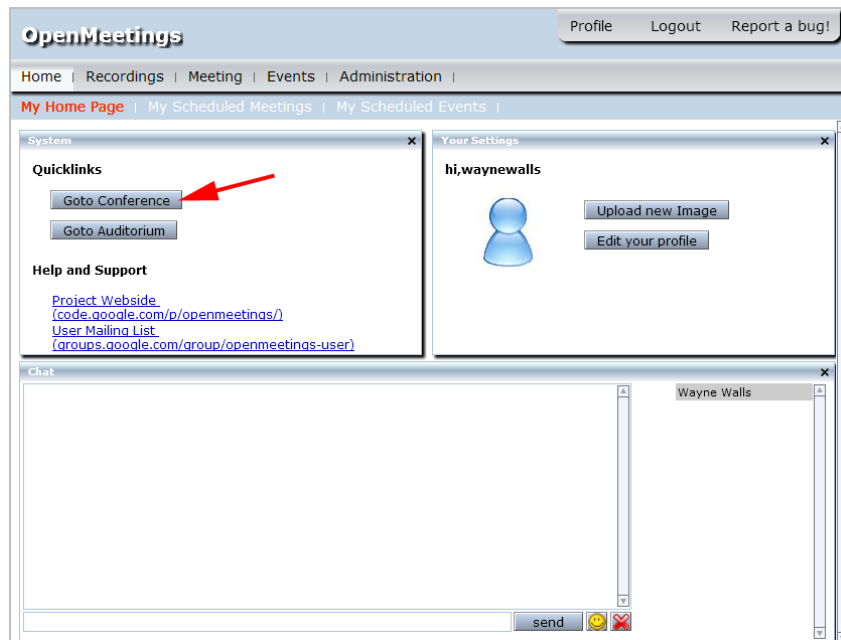 OpenMeetings
Profile Logout Report a bug!
Home | Recordings | Meeting | Events | Administration |
My Home Page | My Scheduled Meetings | My Scheduled Events |
System
Quicklinks
Goto Conference
Goto Auditorium
Help and Support
Project Webside
(code.google.com/p/openmeetings/)
User Mailing List
(groups.google.com/group/openmeetings-user)
Your Settings
hi,waynewalls
Upload new Image
Edit your profile
Chat
Wayne Walls
send